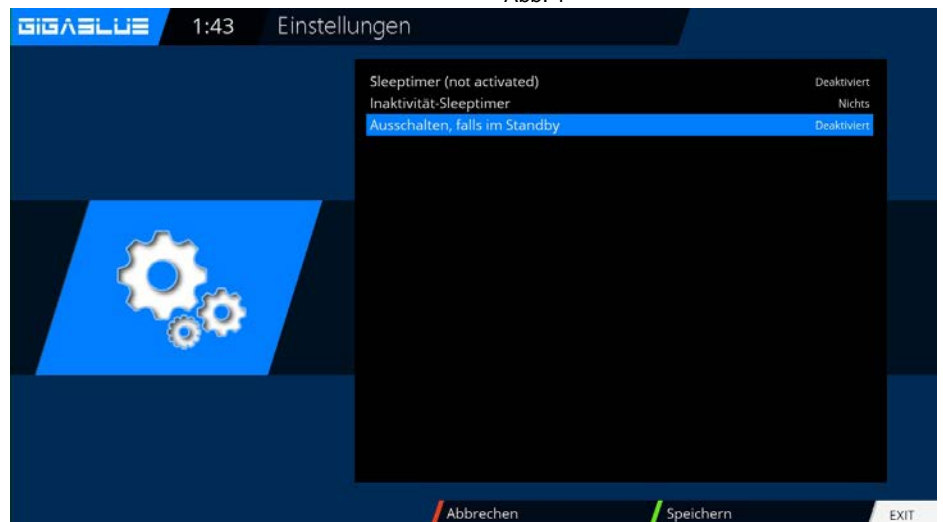 GIGABLUE 1:43 Einstellungen
Sleeptimer (not activated) Deaktiviert
Inaktivität-Sleeptimer Nichts
Ausschalten, falls im Standby Deaktiviert
Abbrechen Speichern EXIT